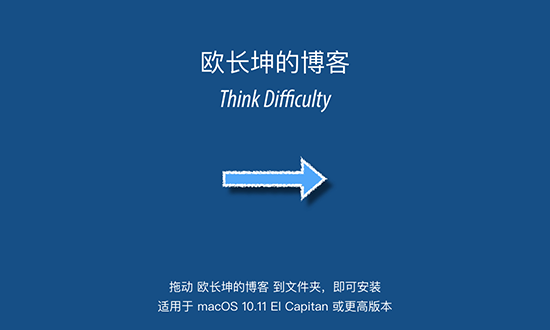 欧长坤的博客
Think Difficulty
拖动 欧长坤的博客 到文件夹，即可安装
适用于 macOS 10.11 El Capitan 或更高版本